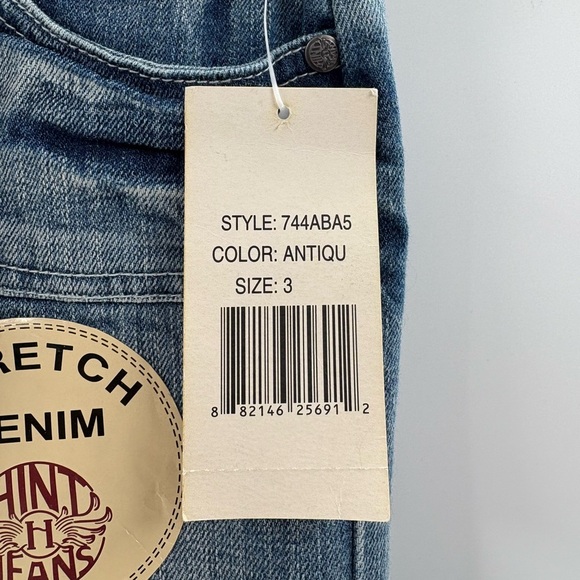 STYLE: 744ABA5
COLOR: ANTIQU
SIZE: 3
8 82146 25691 2
RETCH
ENIM
HINT
H
JEANS